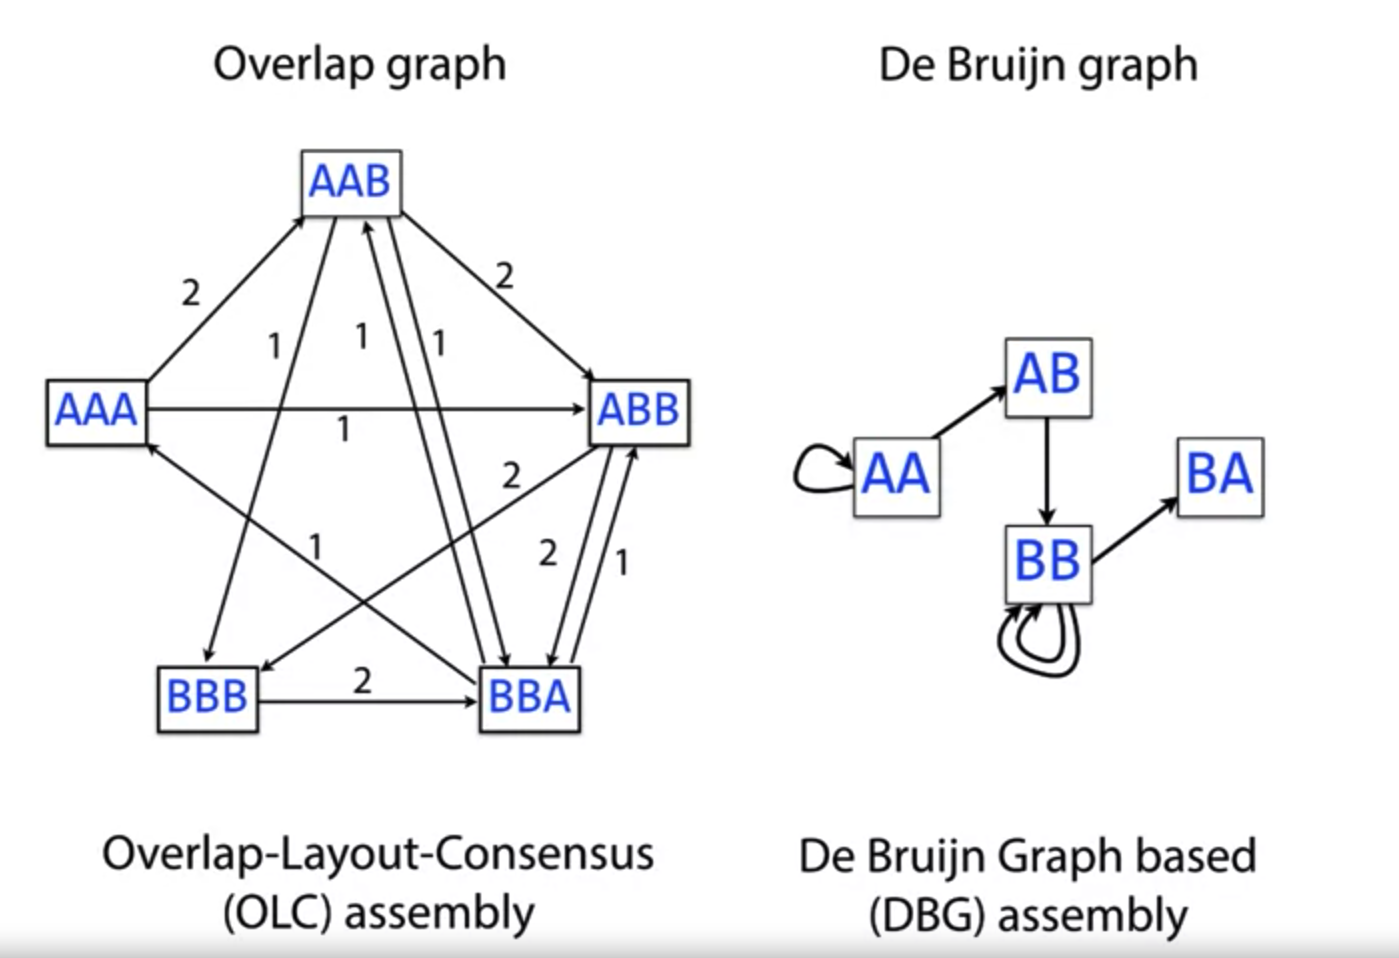 Overlap graph
De Bruijn graph
AAB
2
2
1
1
1
AB
AAA
ABB
1
AA
BA
2
1
2
1
BB
2
BBB
BBA
Overlap-Layout-Consensus
(OLC) assembly
De Bruijn Graph based
(DBG) assembly